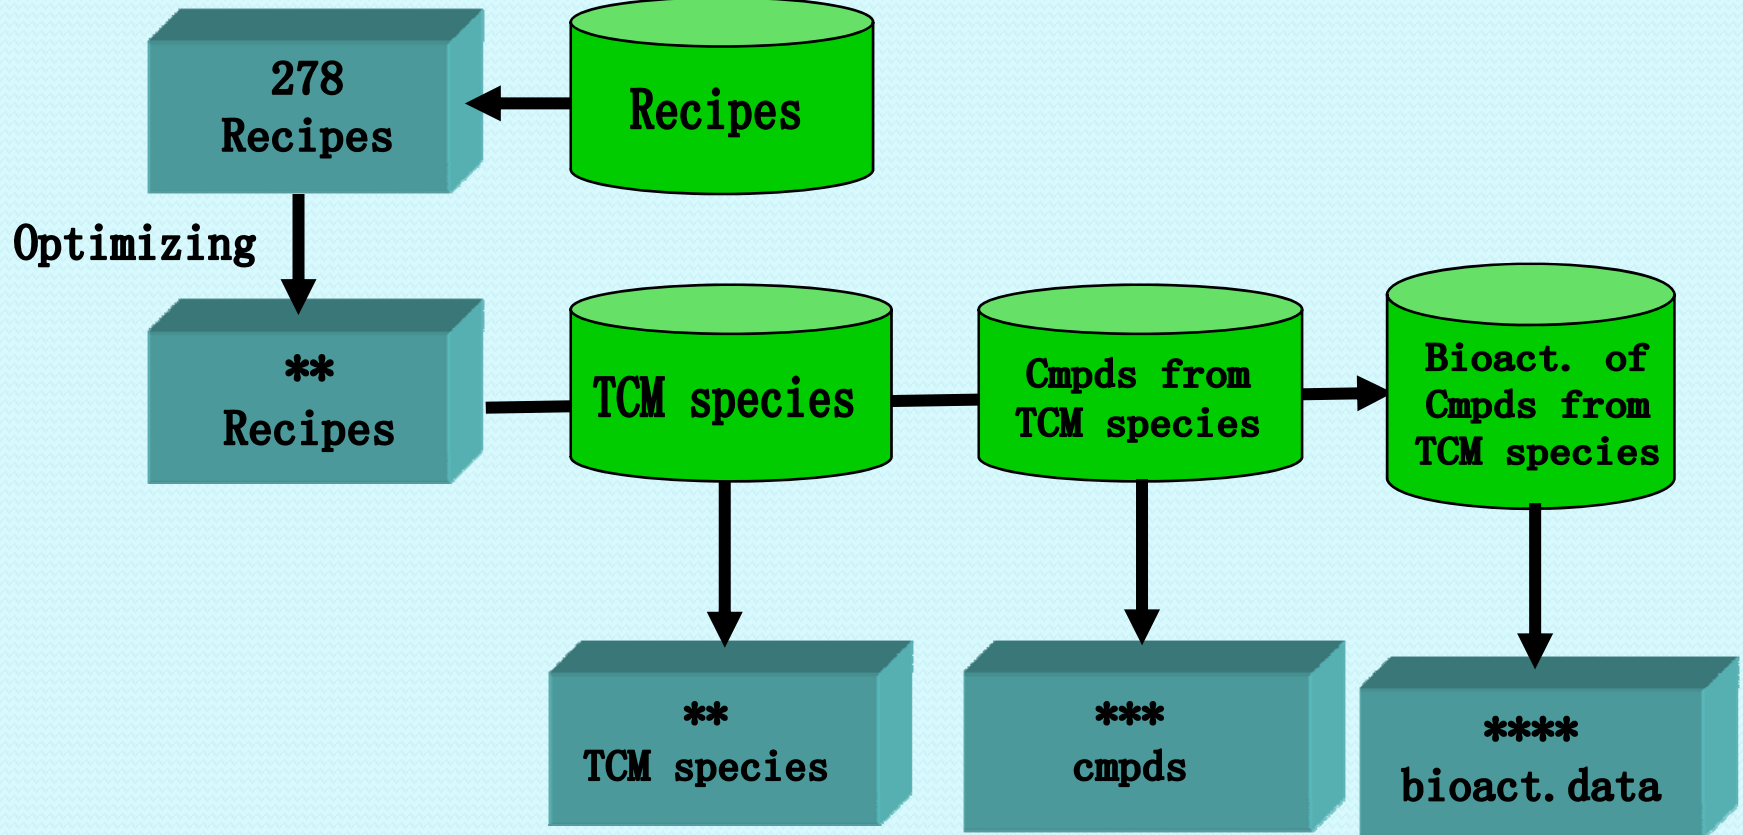 278
Recipes
Recipes
Optimizing
**
Recipes
TCM species
Cmpds from
TCM species
Bioact. of
Cmpds from
TCM species
**
TCM species
***
cmpds
****
bioact.data